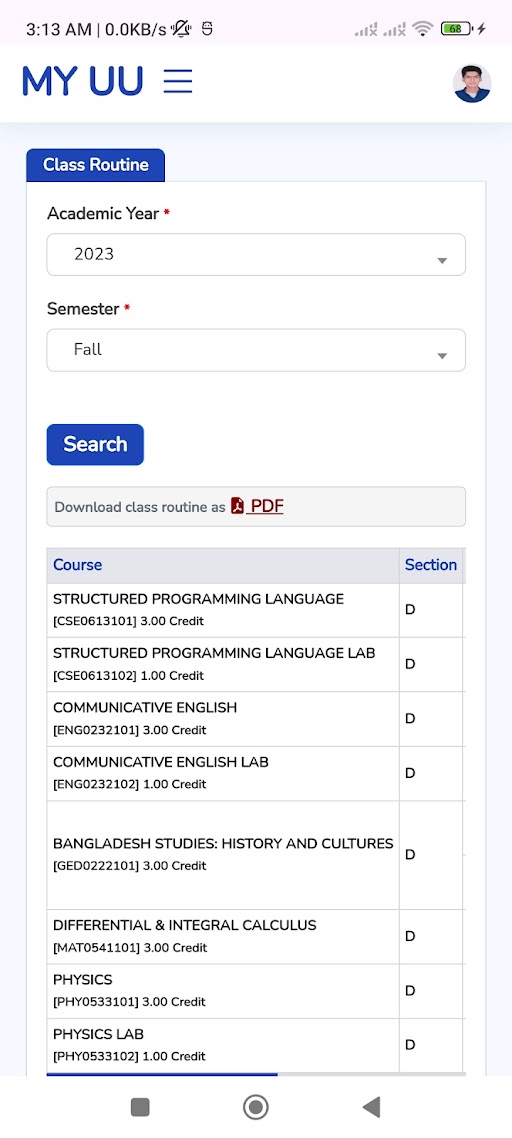 3:13 AM | 0.0KB/s
68
MY UU
Class Routine
Academic Year *
2023
Semester *
Fall
Search
Download class routine as PDF
Course Section
STRUCTURED PROGRAMMING LANGUAGE
[CSE0613101] 3.00 Credit
D
STRUCTURED PROGRAMMING LANGUAGE LAB
[CSE0613102] 1.00 Credit
D
COMMUNICATIVE ENGLISH
[ENG0232101] 3.00 Credit
D
COMMUNICATIVE ENGLISH LAB
[ENG0232102] 1.00 Credit
D
BANGLADESH STUDIES: HISTORY AND CULTURES
[GED0222101] 3.00 Credit
D
DIFFERENTIAL & INTEGRAL CALCULUS
[MAT0541101] 3.00 Credit
D
PHYSICS
[PHY0533101] 3.00 Credit
D
PHYSICS LAB
[PHY0533102] 1.00 Credit
D